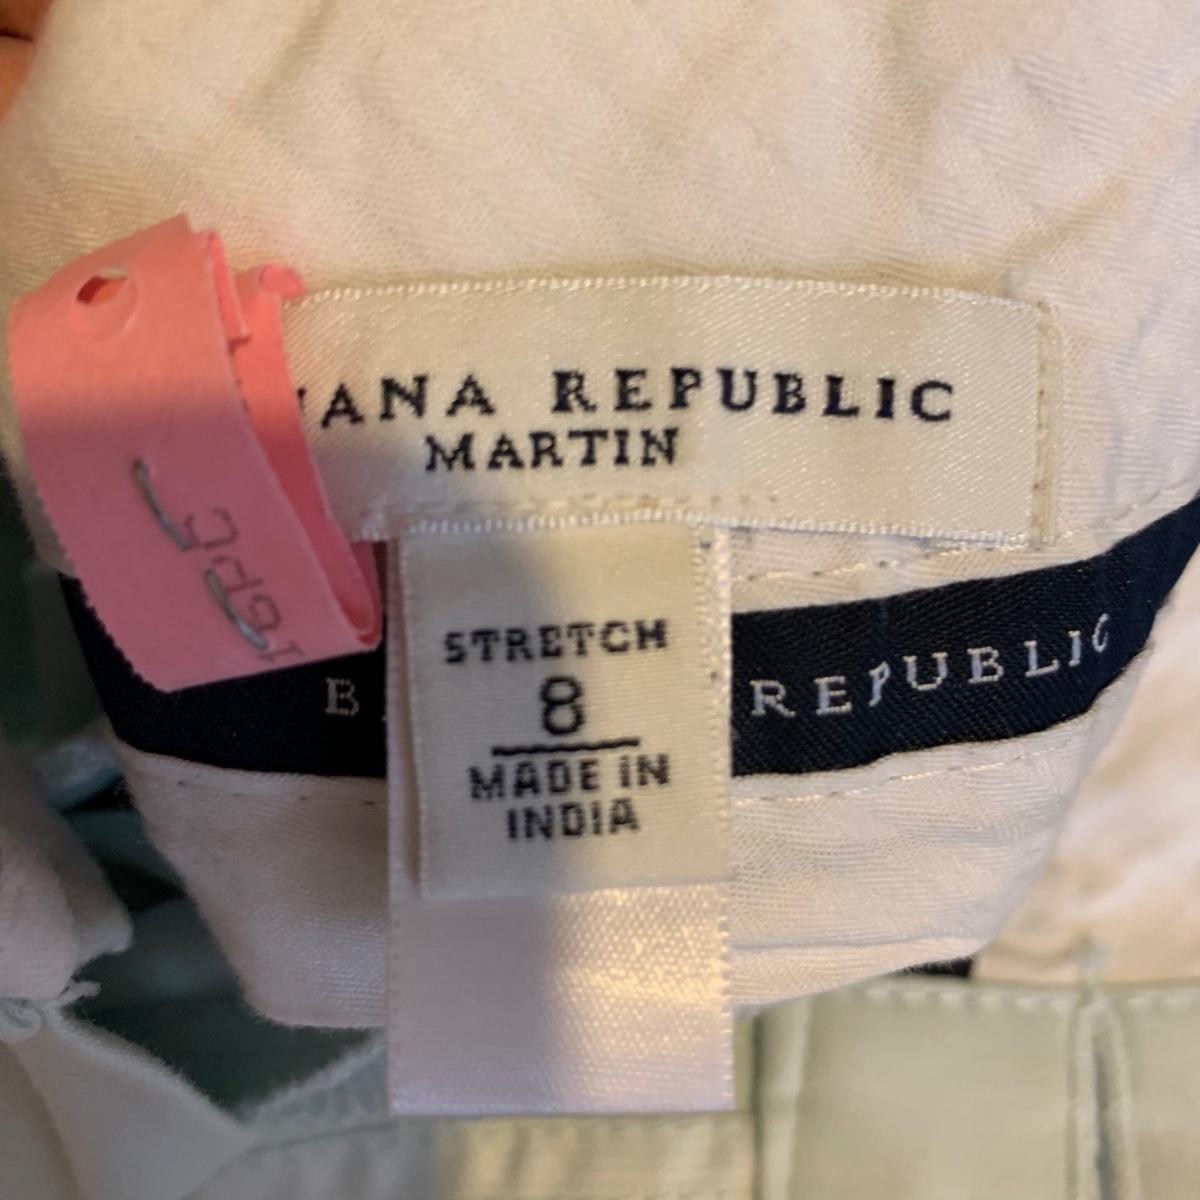 ANA REPUBLIC
MARTIN
STRETCH
8
MADE IN
INDIA
B
REPUBLIC